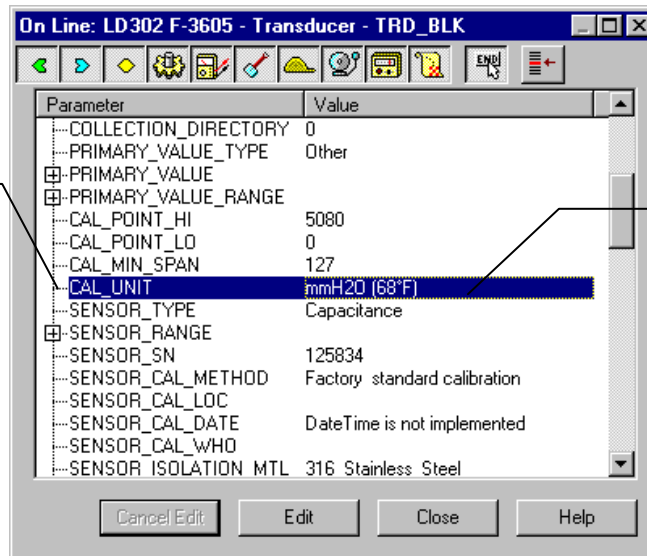 On Line: LD302 F-3605 - Transducer - TRD_BLK
END
Parameter Value
COLLECTION_DIRECTORY 0
PRIMARY_VALUE_TYPE Other
PRIMARY_VALUE
PRIMARY_VALUE_RANGE
CAL_POINT_HI 5080
CAL_POINT_LO 0
CAL_MIN_SPAN 127
CAL_UNIT mmH2O (68°F)
SENSOR_TYPE Capacitance
SENSOR_RANGE
SENSOR_SN 125834
SENSOR_CAL_METHOD Factory standard calibration
SENSOR_CAL_LOC
SENSOR_CAL_DATE DateTime is not implemented
SENSOR_CAL_WHO
SENSOR_ISOLATION_MTL 316 Stainless Steel
Cancel Edit Edit Close Help